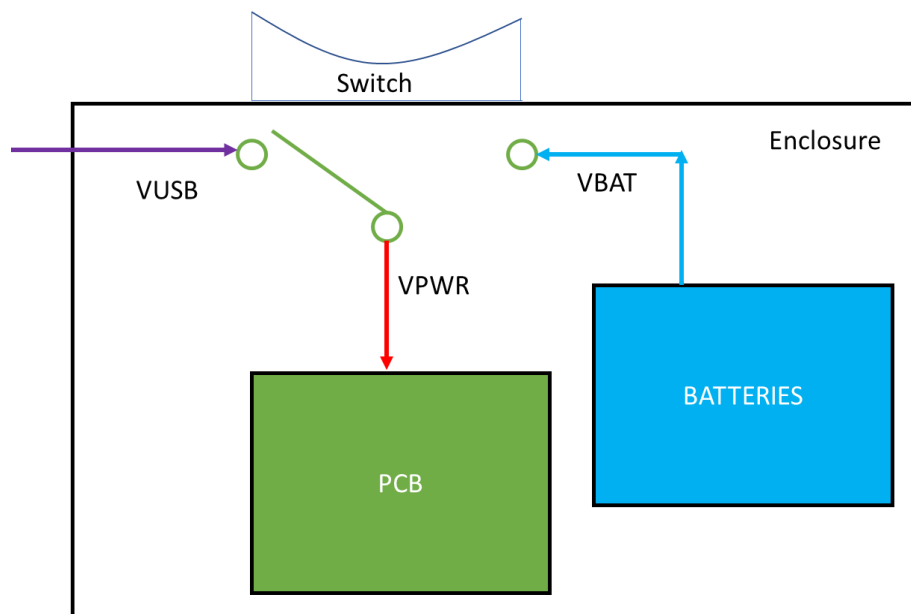 Switch
Enclosure
VUSB
VBAT
VPWR
BATTERIES
PCB